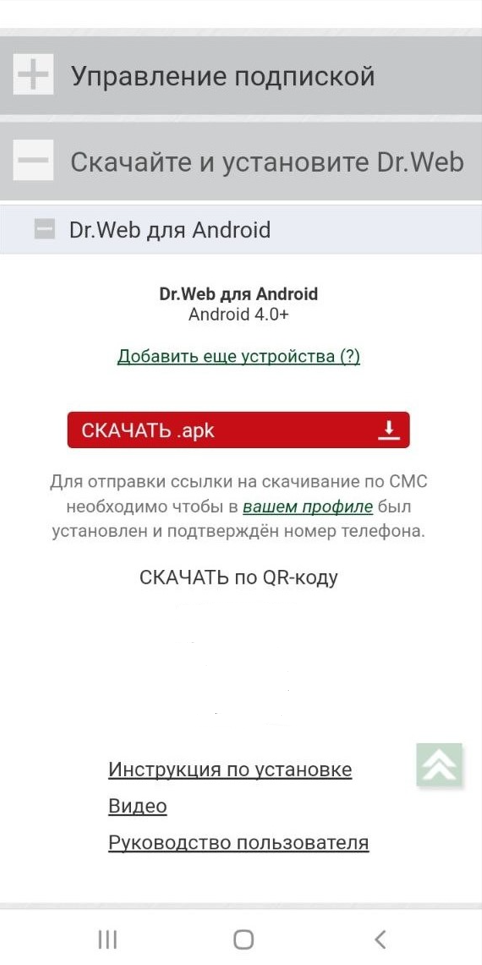 Управление подпиской
Скачайте и установите Dr.Web
Dr.Web для Android
Dr.Web для Android
Android 4.0+
Добавить еще устройства (?)
СКАЧАТЬ .apk
Для отправки ссылки на скачивание по СМС
необходимо чтобы в вашем профиле был
установлен и подтверждён номер телефона.
СКАЧАТЬ по QR-коду
Инструкция по установке
Видео
Руководство пользователя